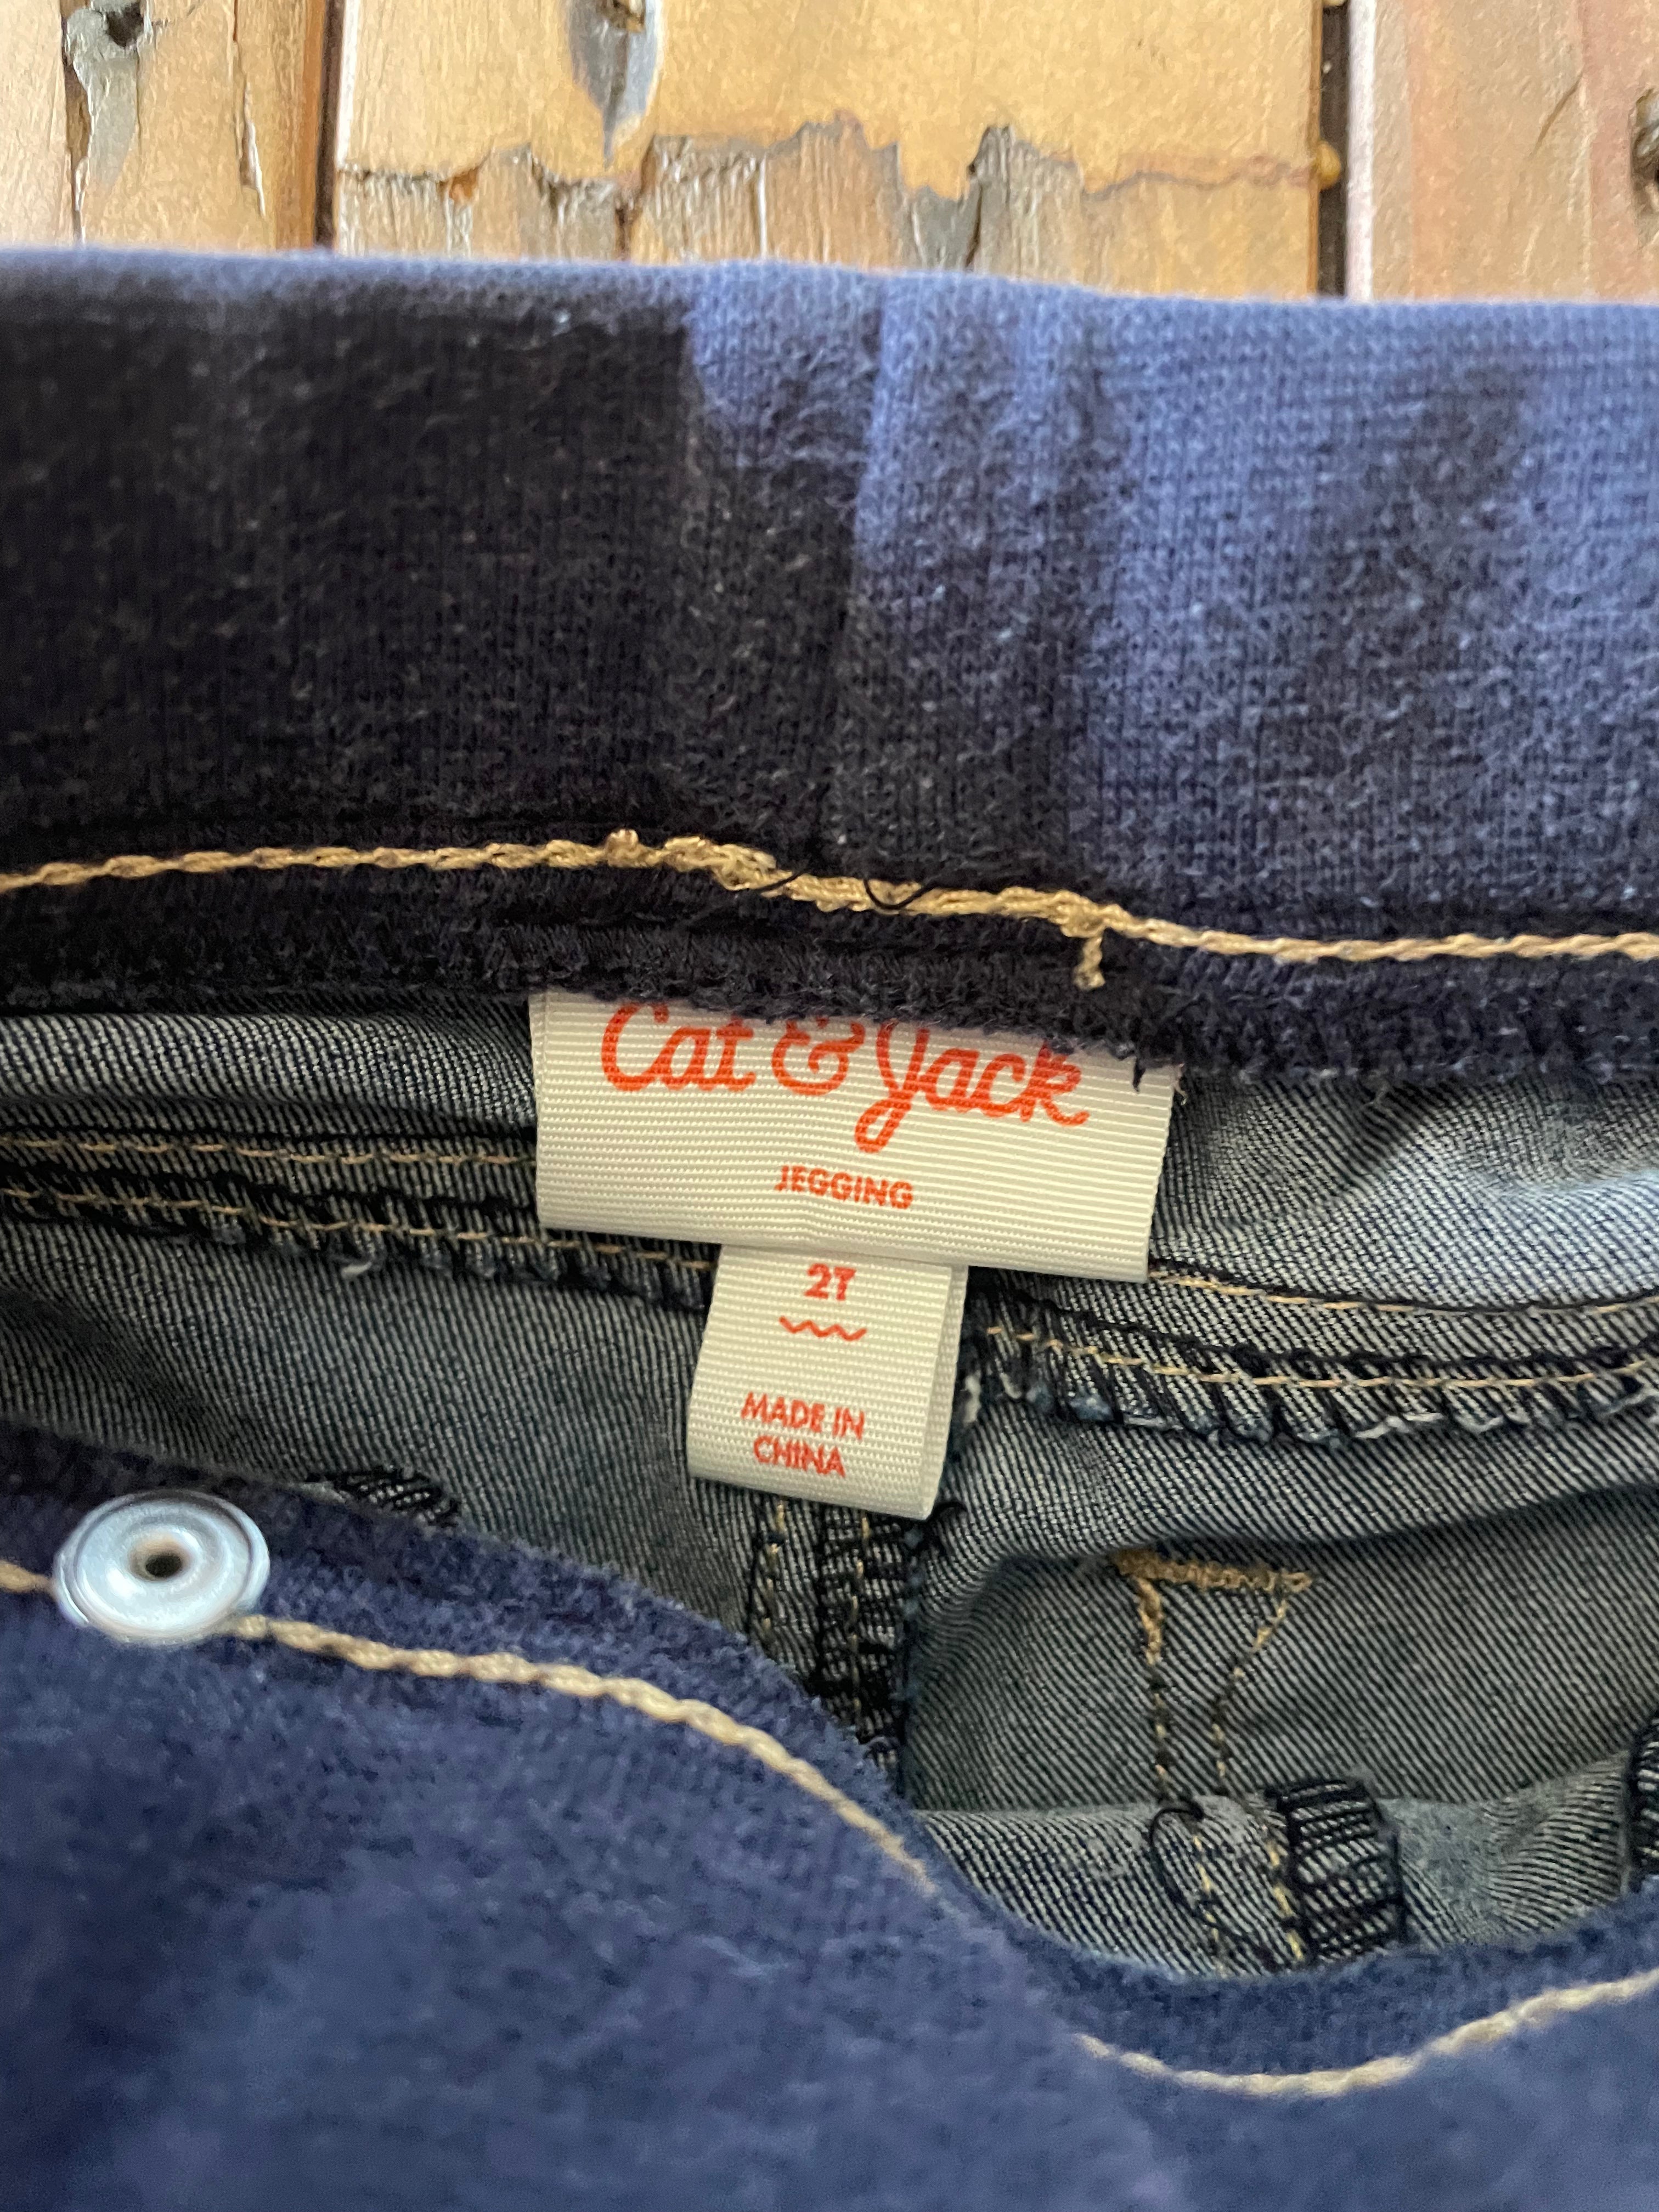 Cat & Jack
JEGGING
2T
MADE IN
CHINA